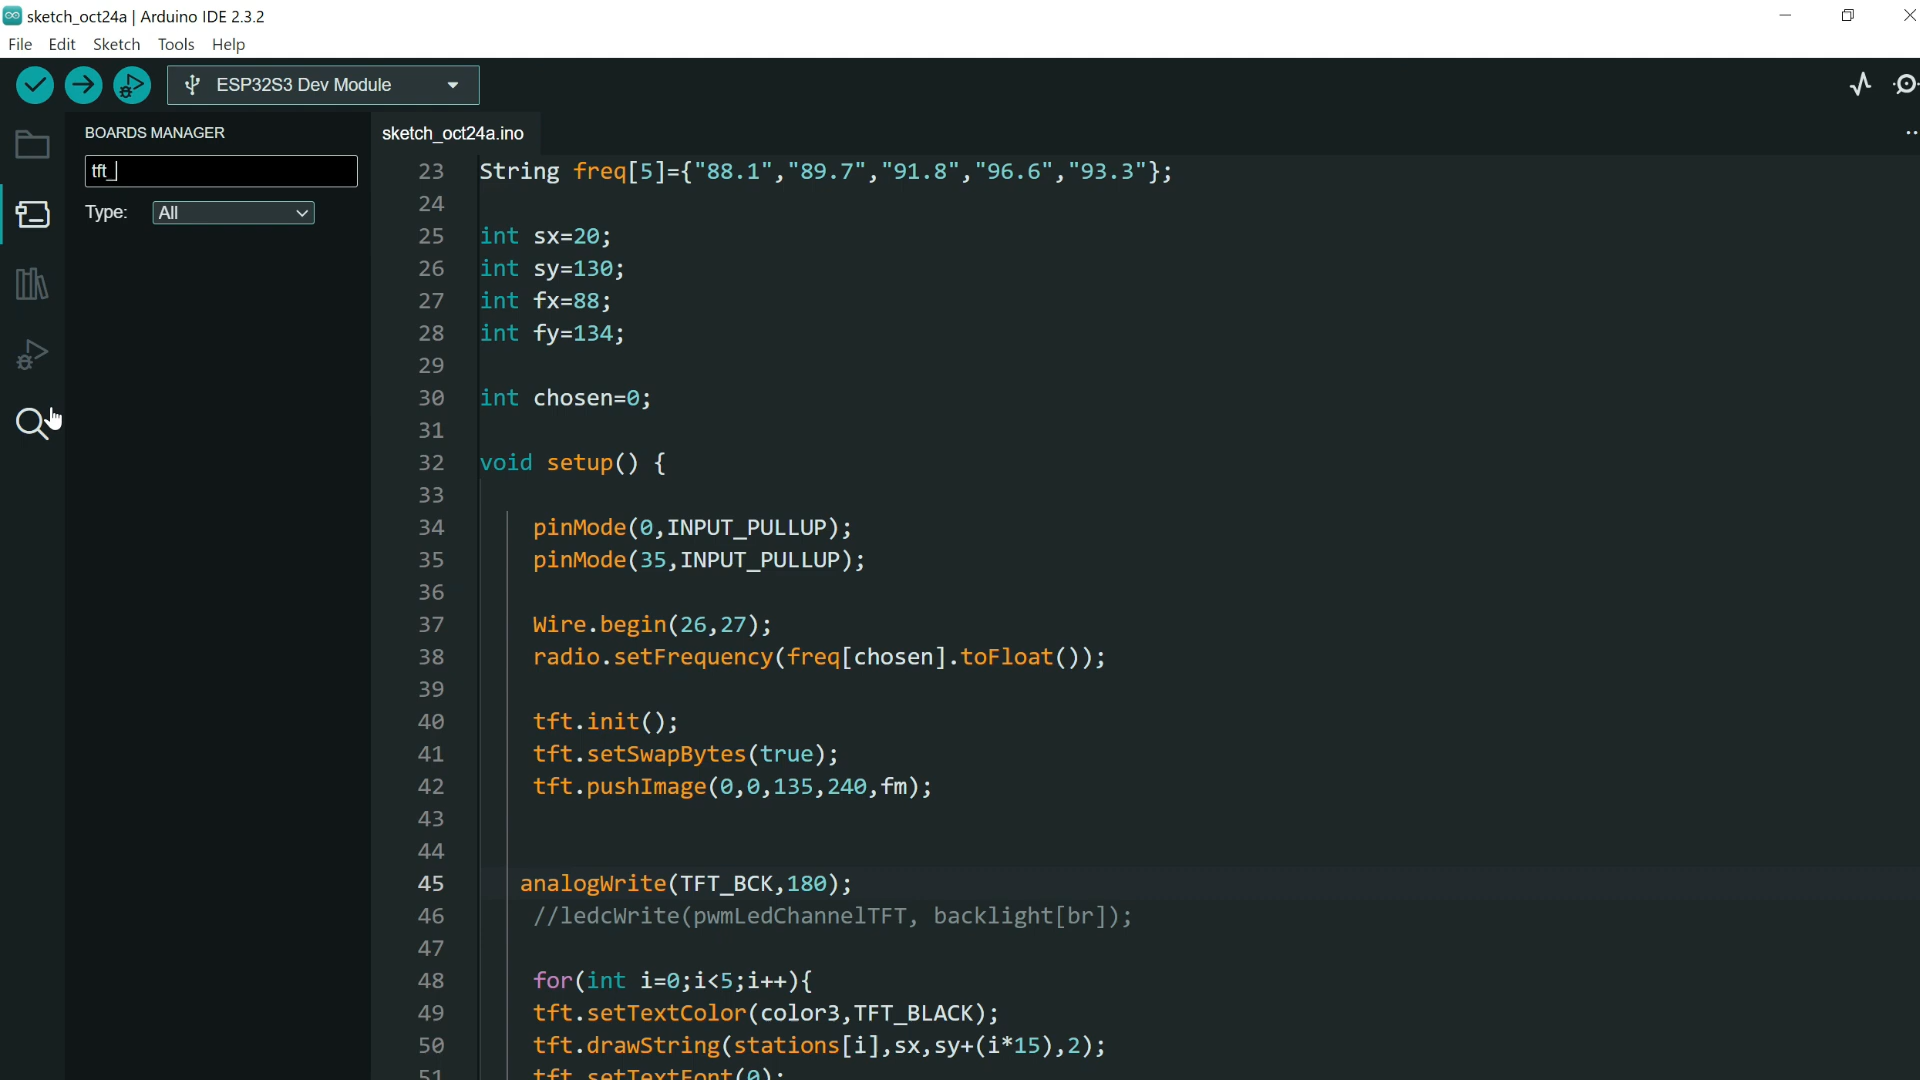 sketch_oct24a | Arduino IDE 2.3.2
File Edit Sketch Tools Help
ESP32S3 Dev Module
BOARDS MANAGER
tft_
Type: All
sketch_oct24a.ino
23 String freq[5]={"88.1","89.7","91.8","96.6","93.3"};
24
25 int sx=20;
26 int sy=130;
27 int fx=88;
28 int fy=134;
29
30 int chosen=0;
31
32 void setup() {
33
34 pinMode(0,INPUT_PULLUP);
35 pinMode(35,INPUT_PULLUP);
36
37 Wire.begin(26,27);
38 radio.setFrequency(freq[chosen].toFloat());
39
40 tft.init();
41 tft.setSwapBytes(true);
42 tft.pushImage(0,0,135,240,fm);
43
44
45 analogWrite(TFT_BCK,180);
46 //ledcWrite(pwmLedChannelTFT, backlight[br]);
47
48 for(int i=0;i<5;i++){
49 tft.setTextColor(color3,TFT_BLACK);
50 tft.drawString(stations[i],sx,sy+(i*15),2);
51 tft.setTextFont(0);